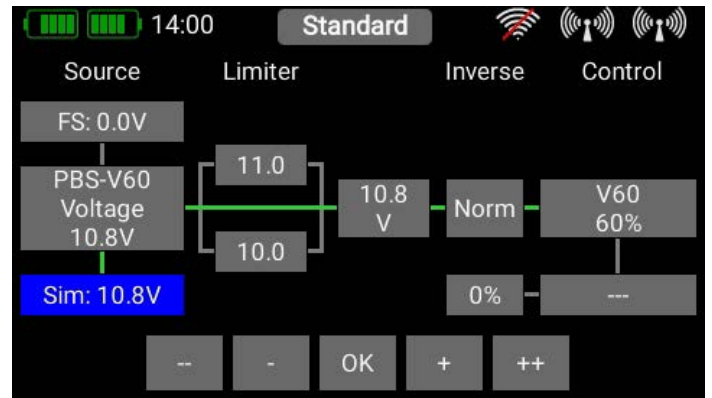 14:00 Standard
Source Limiter Inverse Control
FS: 0.0V
PBS-V60
Voltage
10.8V
11.0
10.0
10.8
V
Norm
V60
60%
Sim: 10.8V
0%
---
-- - OK + ++